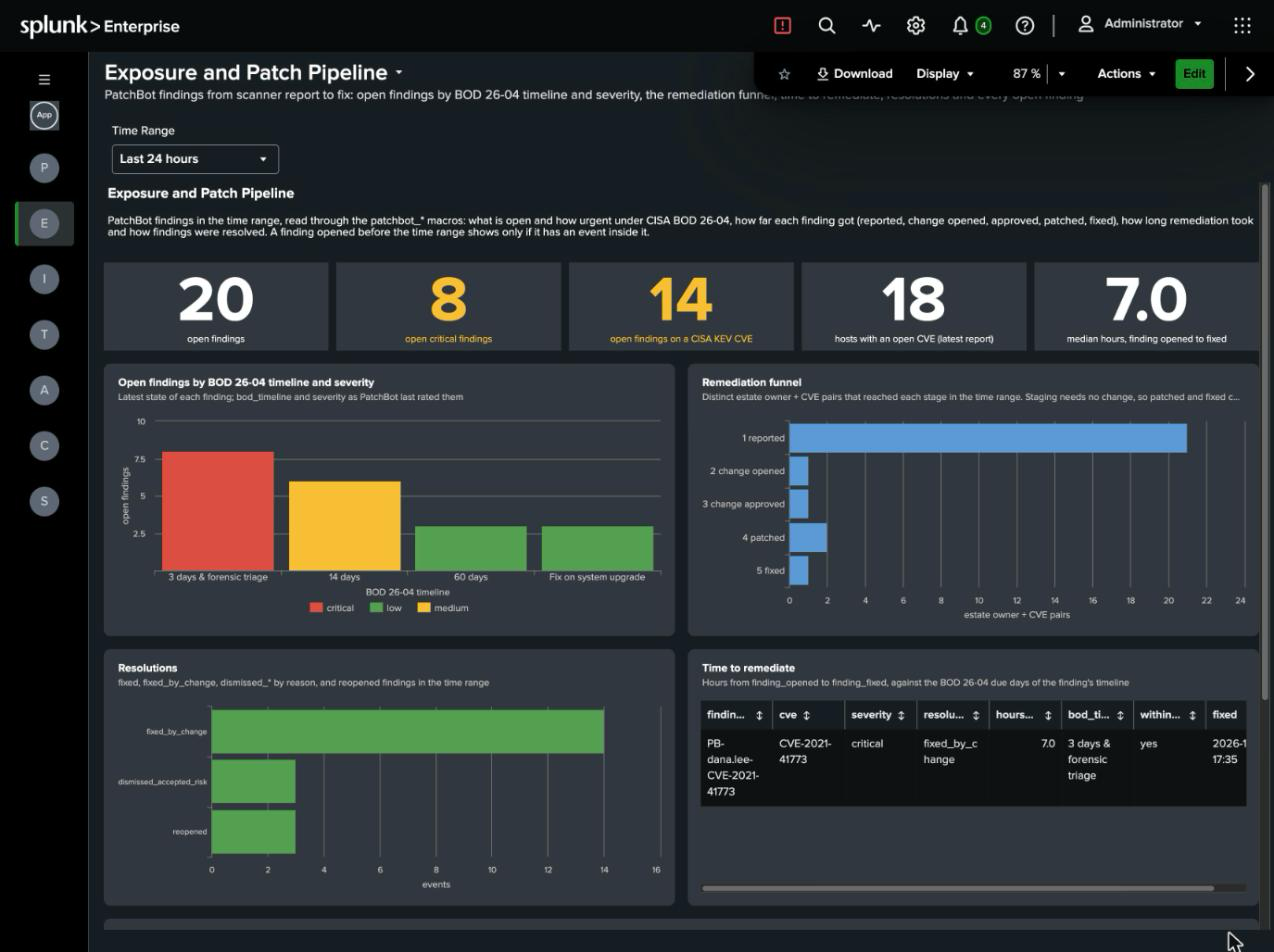 splunk> Enterprise
4
Administrator
Exposure and Patch Pipeline
Download
Display
87 %
Actions
Edit
PatchBot findings from scanner report to fix: open findings by BOD 26-04 timeline and severity, the remediation funnel, time to remediate, resolutions and every open finding
App
P
E
I
T
A
C
S
Time Range
Last 24 hours
Exposure and Patch Pipeline
PatchBot findings in the time range, read through the patchbot_* macros: what is open and how urgent under CISA BOD 26-04, how far each finding got (reported, change opened, approved, patched, fixed), how long remediation took
and how findings were resolved. A finding opened before the time range shows only if it has an event inside it.
20
open findings
8
open critical findings
14
open findings on a CISA KEV CVE
18
hosts with an open CVE (latest report)
7.0
median hours, finding opened to fixed
Open findings by BOD 26-04 timeline and severity
Latest state of each finding; bod_timeline and severity as PatchBot last rated them
10
7.5
5
2.5
open findings
3 days & forensic triage
14 days
60 days
Fix on system upgrade
BOD 26-04 timeline
critical
low
medium
Remediation funnel
Distinct estate owner + CVE pairs that reached each stage in the time range. Staging needs no change, so patched and fixed c...
1 reported
2 change opened
3 change approved
4 patched
5 fixed
0 2 4 6 8 10 12 14 16 18 20 22 24
estate owner + CVE pairs
Resolutions
fixed, fixed_by_change, dismissed_* by reason, and reopened findings in the time range
fixed_by_change
dismissed_accepted_risk
reopened
0 2 4 6 8 10 12 14 16
events
Time to remediate
Hours from finding_opened to finding_fixed, against the BOD 26-04 due days of the finding's timeline
findin... cve severity resolu... hours... bod_ti... within... fixed
PB- CVE-2021- critical fixed_by_c 7.0 3 days & yes 2026-1
dana.lee- 41773 hange forensic 17:35
CVE-2021- triage
41773